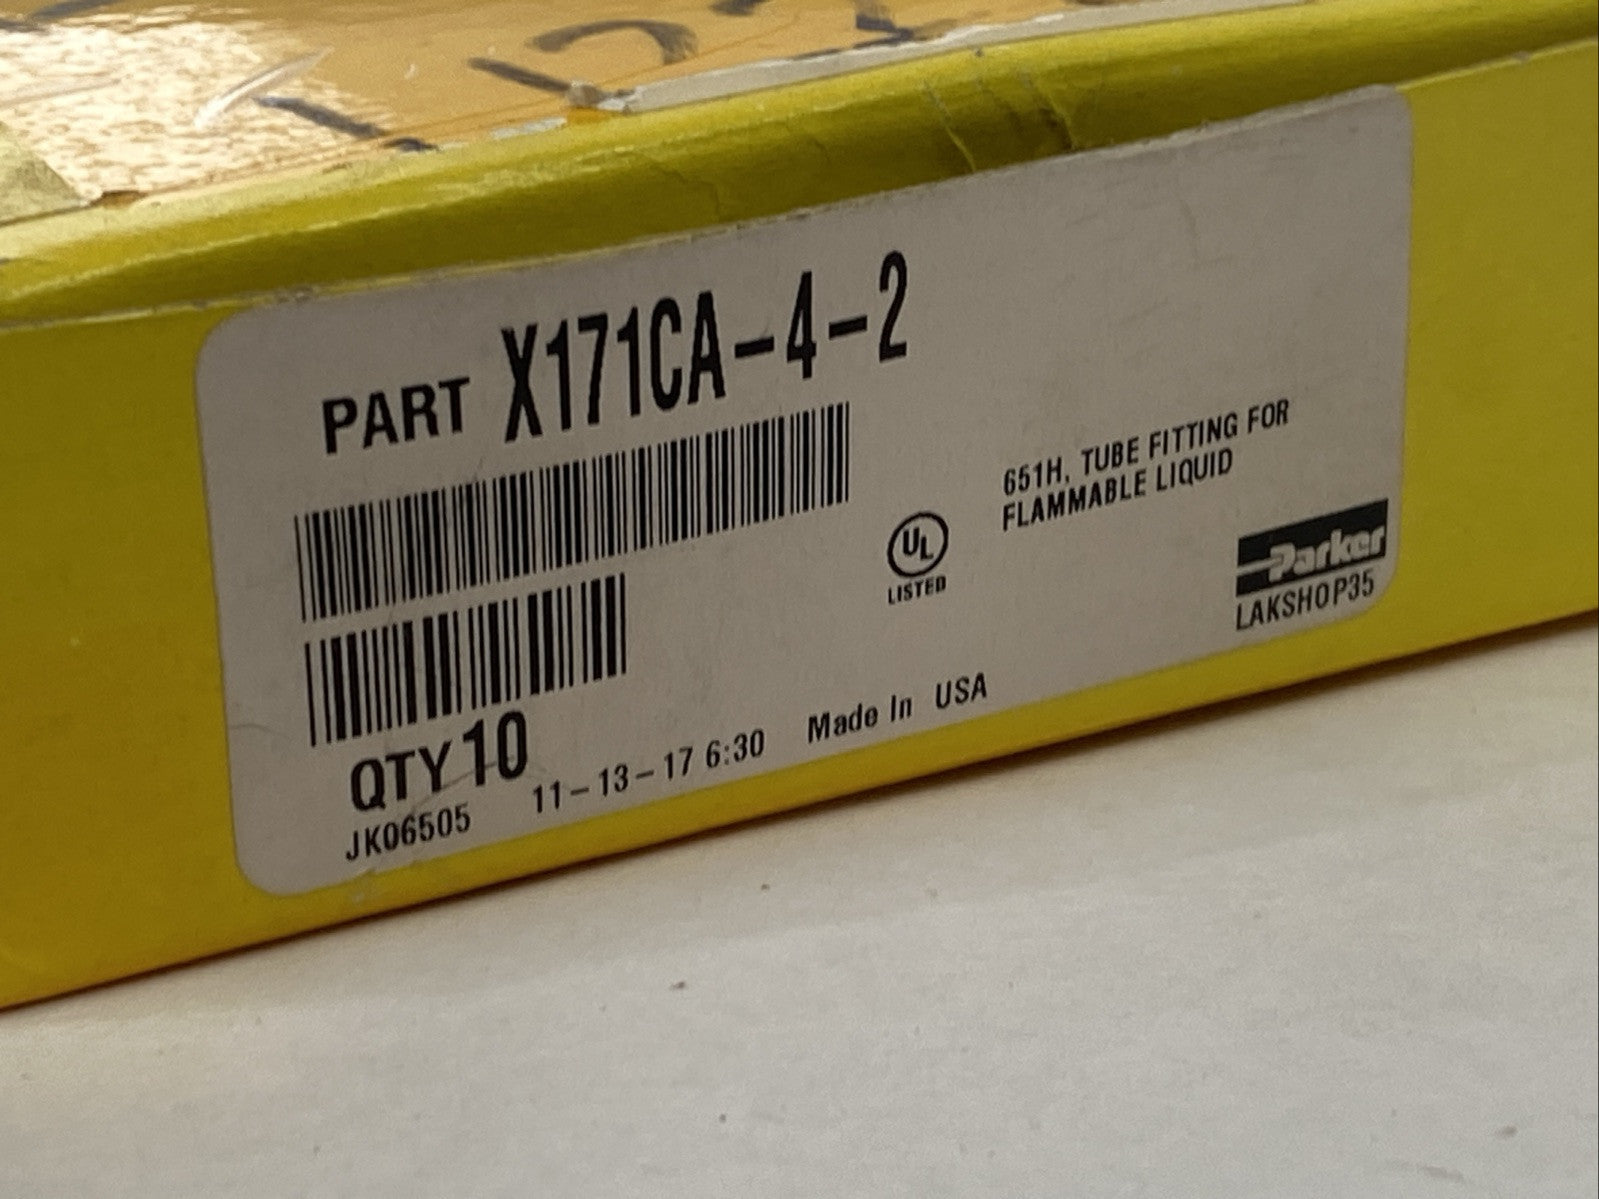 PART X171CA-4-2
651H, TUBE FITTING FOR
FLAMMABLE LIQUID
UL
LISTED
Parker
LAKSHOP35
QTY 10
JK06505 11-13-17 6:30 Made In USA